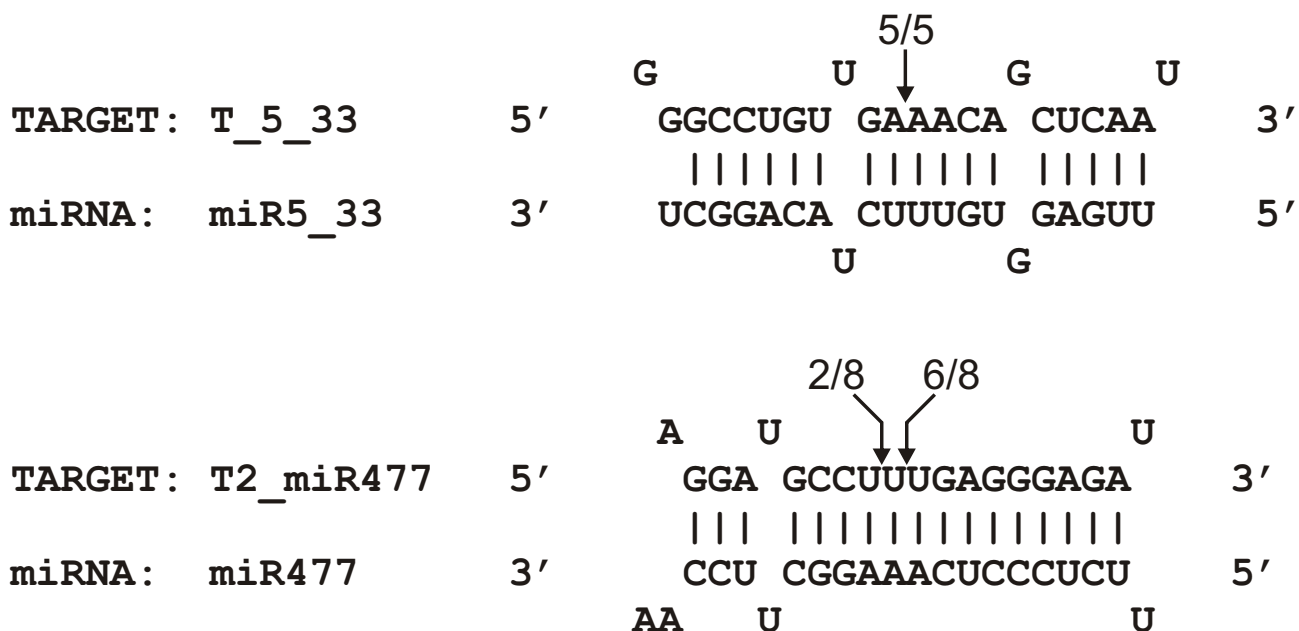 5/5
G U G U
TARGET: T_5_33 5′ GGCCUGU GAAACA CUCAA 3′
|||||| |||||| |||||
miRNA: miR5_33 3′ UCGGACA CUUUGU GAGUU 5′
U G
2/8 6/8
A U U
TARGET: T2_miR477 5′ GGA GCCUUUGAGGGAGA 3′
||| ||||||||||||||
miRNA: miR477 3′ CCU CGGAAACUCCCUCU 5′
AA U U